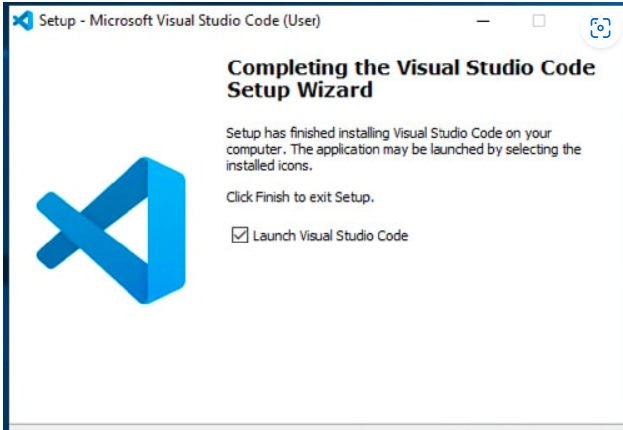 Setup - Microsoft Visual Studio Code (User)
Completing the Visual Studio Code
Setup Wizard
Setup has finished installing Visual Studio Code on your
computer. The application may be launched by selecting the
installed icons.
Click Finish to exit Setup.
Launch Visual Studio Code